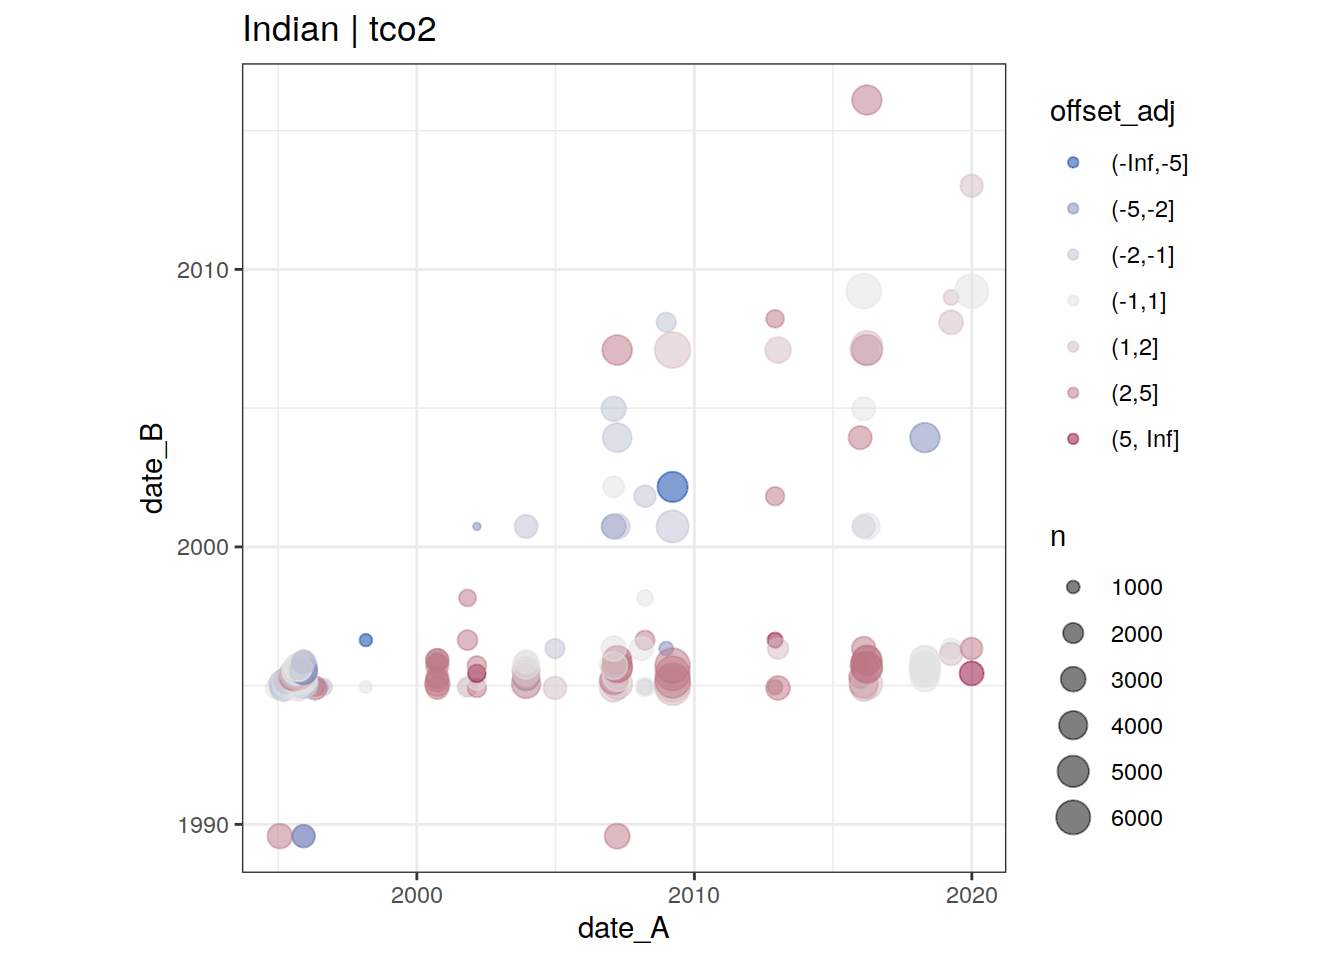 Indian | tco2
offset_adj
(-Inf,-5]
(-5,-2]
(-2,-1]
(-1,1]
(1,2]
(2,5]
(5, Inf]
n
1000
2000
3000
4000
5000
6000
date_B
2010
2000
1990
2000
2010
2020
date_A